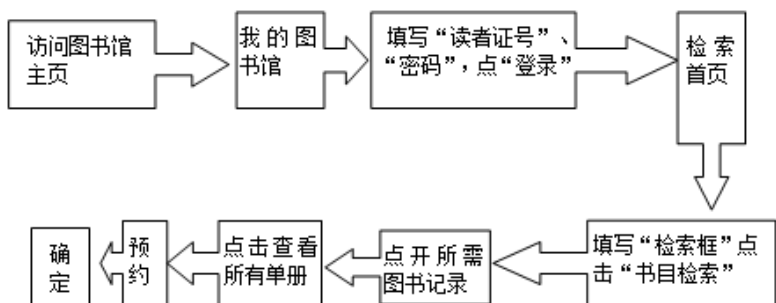 访问图书馆
主页
我的图
书馆
填写“读者证号”、
“密码”，点“登录”
检索
首页
填写“检索框”点
击“书目检索”
点开所需
图书记录
点击查看
所有单册
预
约
确
定